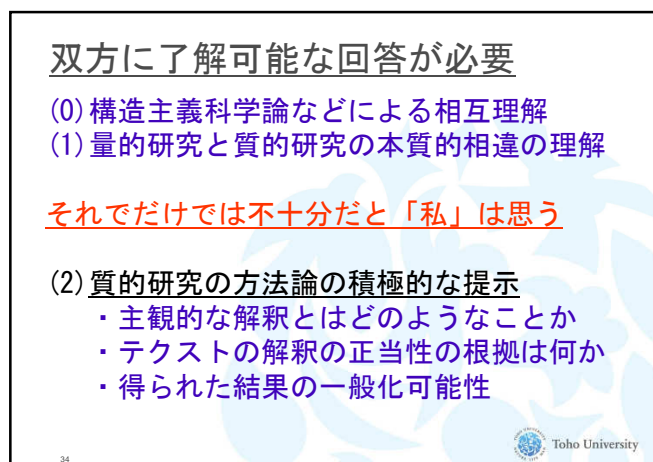 双方に了解可能な回答が必要
(0)構造主義科学論などによる相互理解
(1)量的研究と質的研究の本質的相違の理解
それでだけでは不十分だと「私」は思う
(2)質的研究の方法論の積極的な提示
・主観的な解釈とはどのようなことか
・テクストの解釈の正当性の根拠は何か
・得られた結果の一般化可能性
34
Toho University